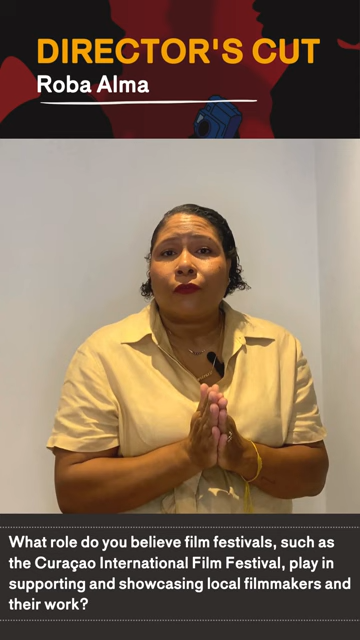 DIRECTOR'S CUT
Roba Alma
What role do you believe film festivals, such as
the Curaçao International Film Festival, play in
supporting and showcasing local filmmakers and
their work?